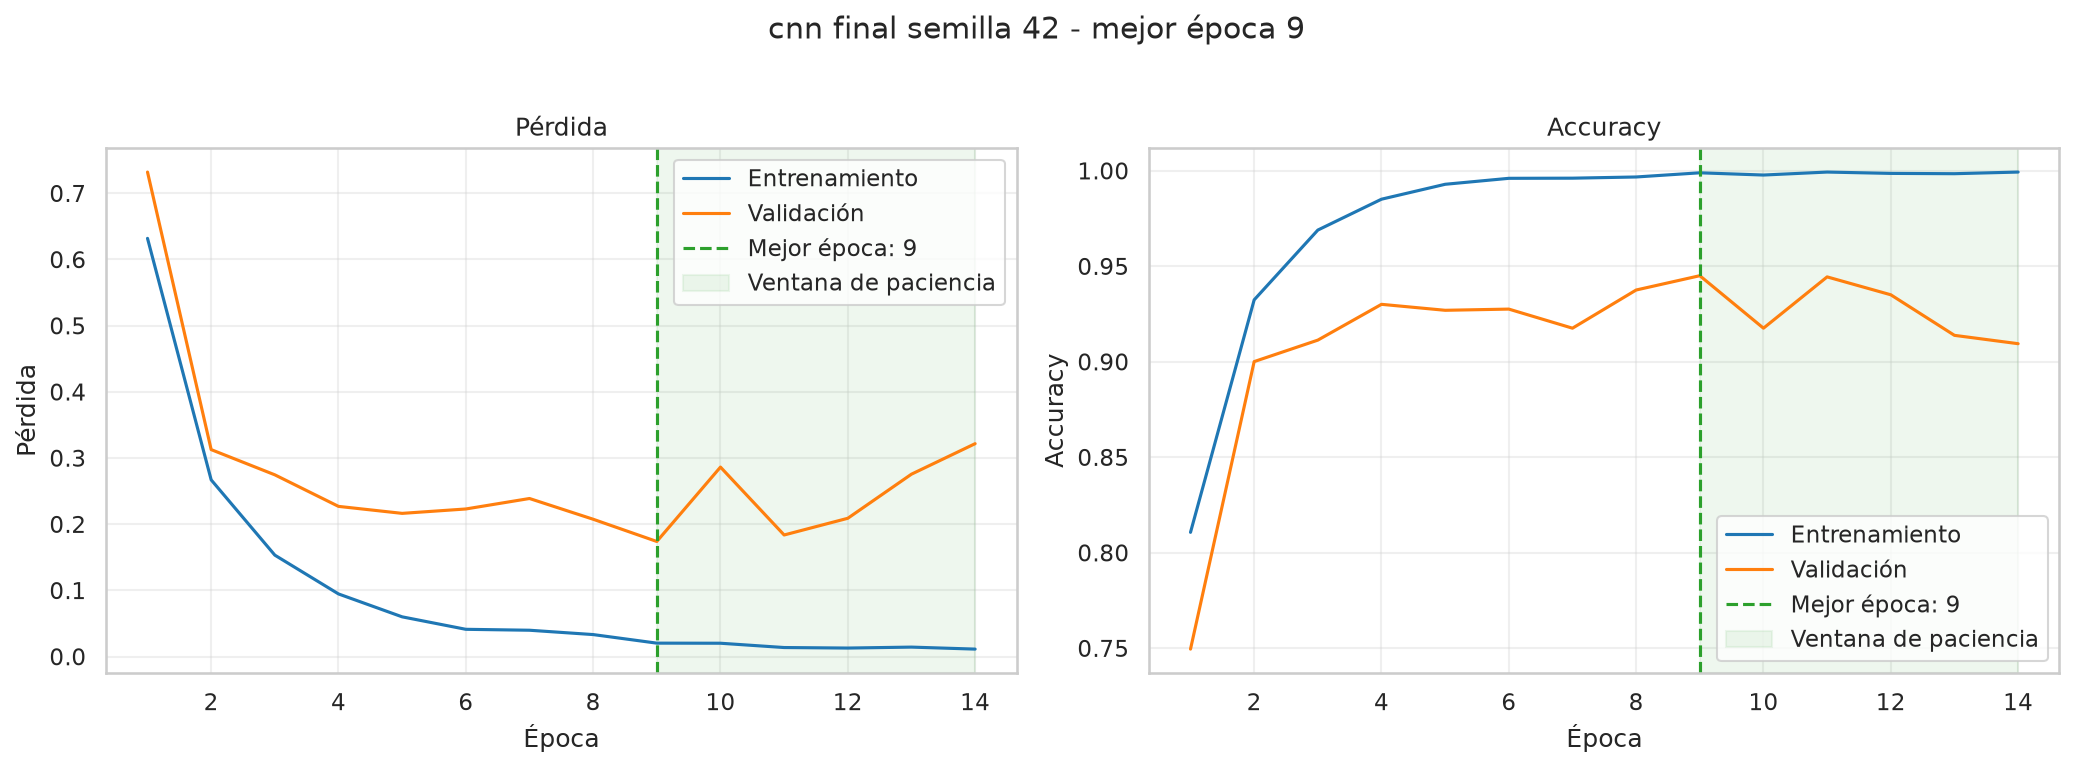 cnn final semilla 42 - mejor época 9
Pérdida
Pérdida
0.7
0.6
0.5
0.4
0.3
0.2
0.1
0.0
Entrenamiento
Validación
Mejor época: 9
Ventana de paciencia
2 4 6 8 10 12 14
Época
Accuracy
Accuracy
1.00
0.95
0.90
0.85
0.80
0.75
Entrenamiento
Validación
Mejor época: 9
Ventana de paciencia
2 4 6 8 10 12 14
Época